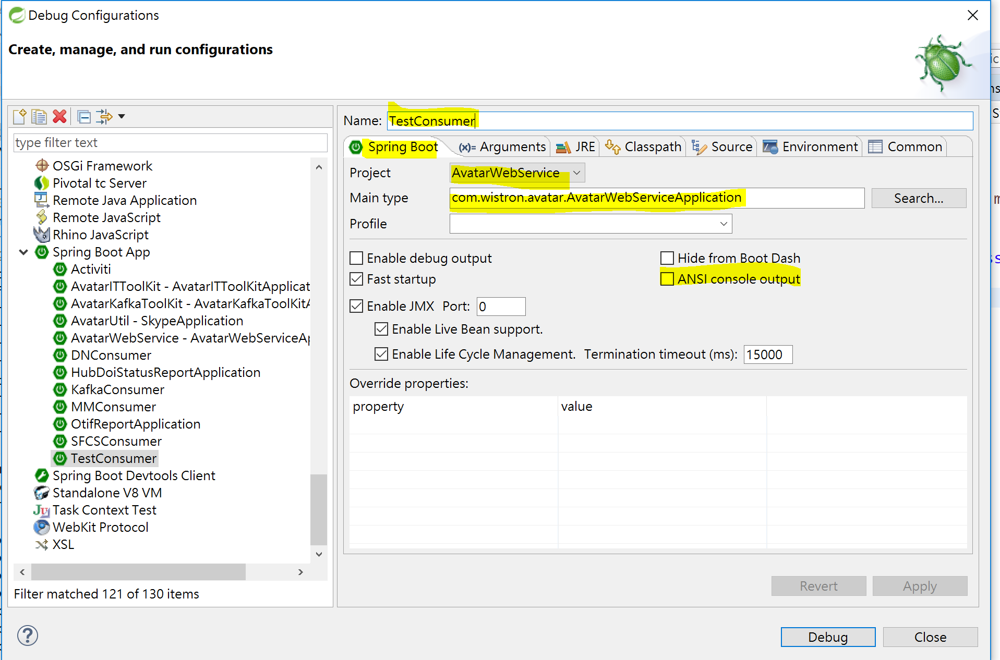 Debug Configurations
Create, manage, and run configurations
type filter text
OSGi Framework
Pivotal tc Server
Remote Java Application
Remote JavaScript
Rhino JavaScript
Spring Boot App
Activiti
AvatarITToolKit - AvatarITToolKitApplicat
AvatarKafkaToolKit - AvatarKafkaToolKitA
AvatarUtil - SkypeApplication
AvatarWebService - AvatarWebServiceAp
DNConsumer
HubDoiStatusReportApplication
KafkaConsumer
MMConsumer
OtifReportApplication
SFCSConsumer
TestConsumer
Spring Boot Devtools Client
Standalone V8 VM
Task Context Test
WebKit Protocol
XSL
Filter matched 121 of 130 items
Name: TestConsumer
Spring Boot (x)= Arguments JRE Classpath Source Environment Common
Project AvatarWebService
Main type com.wistron.avatar.AvatarWebServiceApplication Search...
Profile
Enable debug output Hide from Boot Dash
Fast startup ANSI console output
Enable JMX Port: 0
Enable Live Bean support.
Enable Life Cycle Management. Termination timeout (ms): 15000
Override properties:
property value
Revert Apply
Debug Close